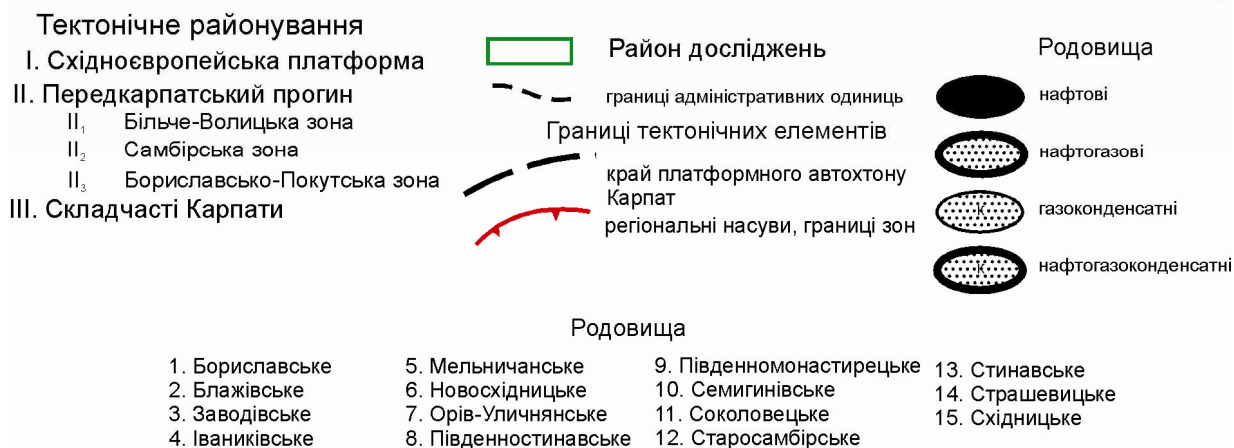 Тектонічне районування
I. Східноєвропейська платформа
II. Передкарпатський прогин
II₁ Більче-Волицька зона
II₂ Самбірська зона
II₃ Бориславсько-Покутська зона
III. Складчасті Карпати
Район досліджень
границі адміністративних одиниць
Границі тектонічних елементів
край платформного автохтону
Карпат
регіональні насуви, границі зон
Родовища
нафтові
нафтогазові
К газоконденсатні
К нафтогазоконденсатні
Родовища
1. Бориславське
2. Блажівське
3. Заводівське
4. Іваниківське
5. Мельничанське
6. Новосхідницьке
7. Орів-Уличнянське
8. Південностинавське
9. Південномонастирецьке
10. Семигинівське
11. Соколовецьке
12. Старосамбірське
13. Стинавське
14. Страшевицьке
15. Східницьке